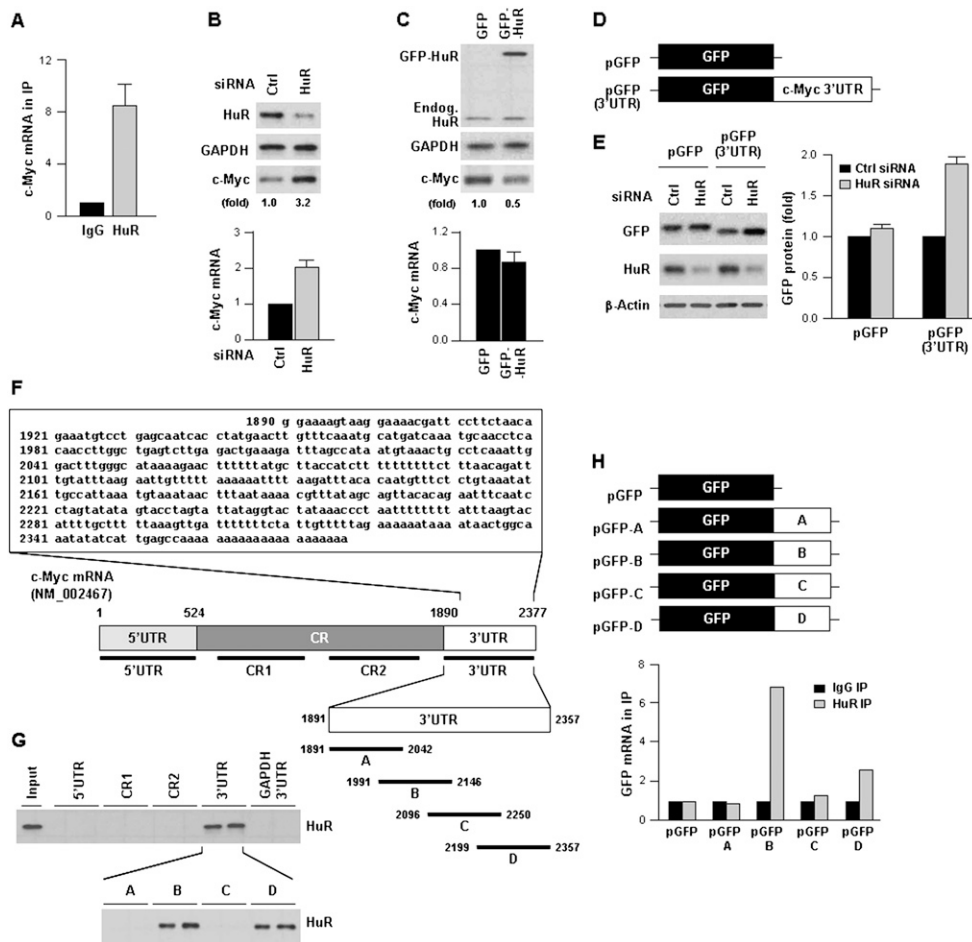 A
c-Myc mRNA in IP
12
8
4
0
IgG HuR
B
siRNA
Ctrl
HuR
HuR
GAPDH
c-Myc
(fold) 1.0 3.2
c-Myc mRNA
3
2
1
0
siRNA
Ctrl
HuR
C
GFP
GFP-
-HuR
GFP-HuR
Endog.
HuR
GAPDH
c-Myc
(fold) 1.0 0.5
c-Myc mRNA
1.2
0.8
0.4
0.0
GFP
GFP-
-HuR
D
pGFP GFP
pGFP
(3'UTR) GFP c-Myc 3'UTR
E
pGFP pGFP
(3'UTR)
siRNA
Ctrl
HuR
Ctrl
HuR
GFP
HuR
β-Actin
GFP protein (fold)
2.0
1.5
1.0
0.5
0.0
Ctrl siRNA
HuR siRNA
pGFP pGFP
(3'UTR)
F
1890 g gaaaagtaag gaaaacgatt ccttctaaca
1921 gaaatgtcct gagcaatcac ctatgaactt gtttcaaatg catgatcaaa tgcaacctca
1981 caaccttggc tgagtcttga gactgaaaga tttagccata atgtaaactg cctcaaattg
2041 gactttgggc ataaaagaac ttttttatgc ttaccatctt ttttttttct ttaacagatt
2101 tgtatttaag aattgttttt aaaaaatttt aagatttaca caatgtttct ctgtaaatat
2161 tgccattaaa tgtaaataac tttaataaaa cgtttatagc agttacacag aatttcaatc
2221 ctagtatata gtacctagta ttataggtac tataaaccct aatttttttt atttaagtac
2281 attttgcttt ttaaagttga tttttttcta ttgtttttag aaaaaataaa ataactggca
2341 aatatatcat tgagccaaaa aaaaaaaaaa aaaaaaa
c-Myc mRNA
(NM_002467)
1 524 1890 2377
5'UTR CR 3'UTR
5'UTR CR1 CR2 3'UTR
1891 3'UTR 2357
1891 2042
A
1991 2146
B
2096 2250
C
2199 2357
D
G
Input
5'UTR
CR1
CR2
3'UTR
GAPDH
3'UTR
HuR
A B C D
HuR
H
pGFP GFP
pGFP-A GFP A
pGFP-B GFP B
pGFP-C GFP C
pGFP-D GFP D
GFP mRNA in IP
8
6
4
2
0
IgG IP
HuR IP
pGFP pGFP pGFP pGFP pGFP
A B C D